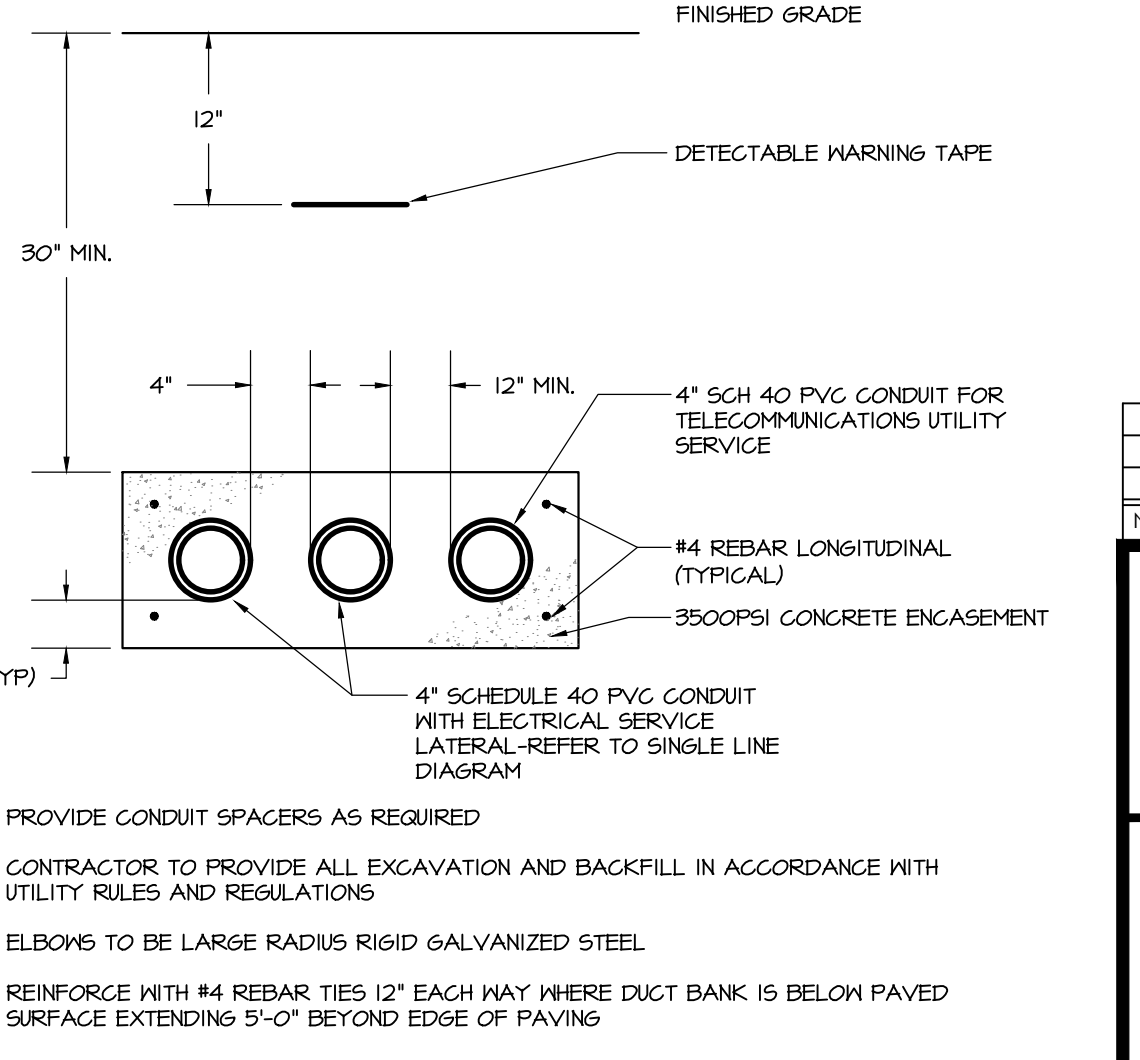 FINISHED GRADE
12"
DETECTABLE WARNING TAPE
30" MIN.
4"
12" MIN.
4" SCH 40 PVC CONDUIT FOR
TELECOMMUNICATIONS UTILITY
SERVICE
#4 REBAR LONGITUDINAL
(TYPICAL)
3500PSI CONCRETE ENCASEMENT
YP)
4" SCHEDULE 40 PVC CONDUIT
WITH ELECTRICAL SERVICE
LATERAL-REFER TO SINGLE LINE
DIAGRAM
PROVIDE CONDUIT SPACERS AS REQUIRED
CONTRACTOR TO PROVIDE ALL EXCAVATION AND BACKFILL IN ACCORDANCE WITH
UTILITY RULES AND REGULATIONS
ELBOWS TO BE LARGE RADIUS RIGID GALVANIZED STEEL
REINFORCE WITH #4 REBAR TIES 12" EACH WAY WHERE DUCT BANK IS BELOW PAVED
SURFACE EXTENDING 5'-0" BEYOND EDGE OF PAVING